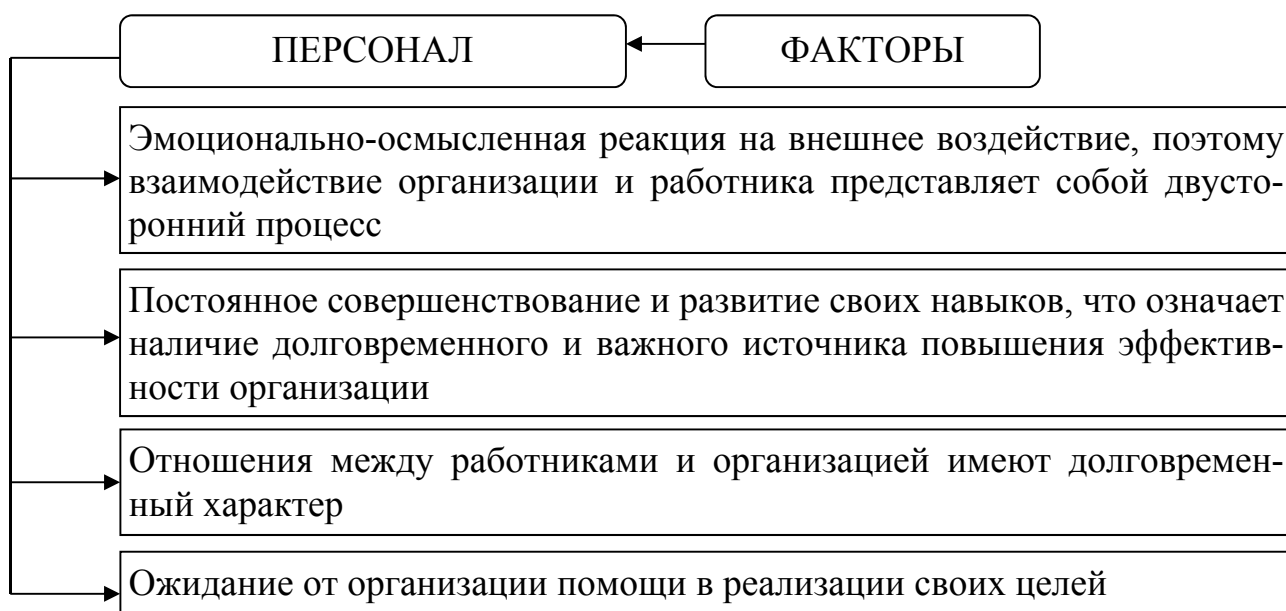 ПЕРСОНАЛ ФАКТОРЫ
Эмоционально-осмысленная реакция на внешнее воздействие, поэтому
взаимодействие организации и работника представляет собой двусто-
ронний процесс
Постоянное совершенствование и развитие своих навыков, что означает
наличие долговременного и важного источника повышения эффектив-
ности организации
Отношения между работниками и организацией имеют долговремен-
ный характер
Ожидание от организации помощи в реализации своих целей